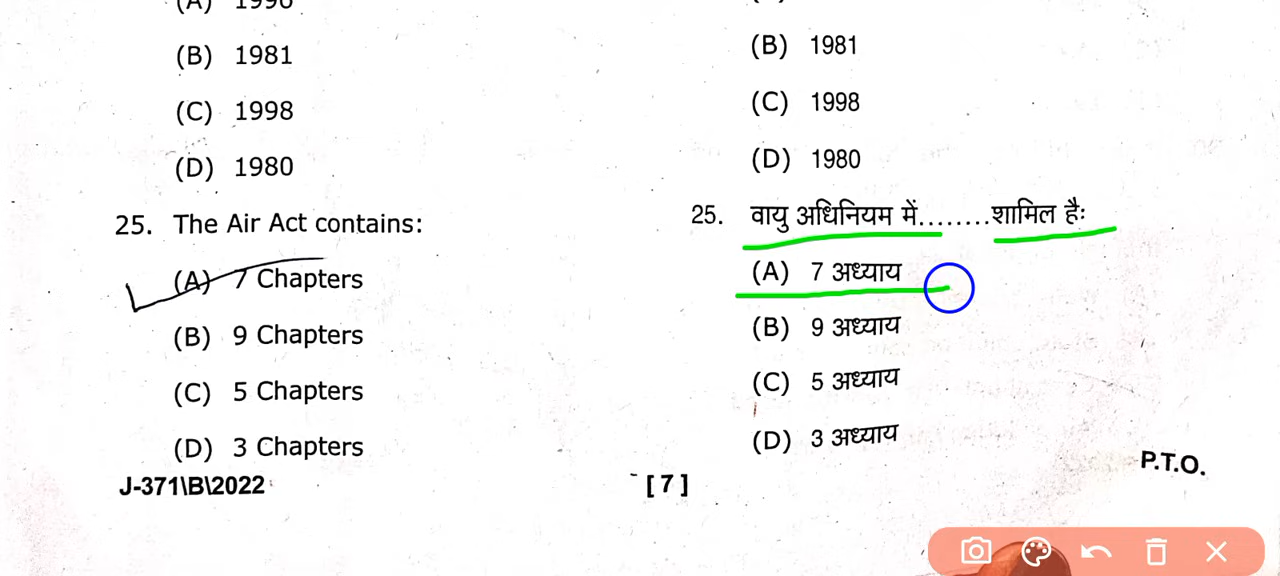 (A) 1996
(B) 1981
(C) 1998
(D) 1980
25. The Air Act contains:
(A) 7 Chapters
(B) 9 Chapters
(C) 5 Chapters
(D) 3 Chapters
J-371\B\2022
(B) 1981
(C) 1998
(D) 1980
25. वायु अधिनियम में........शामिल हैः
(A) 7 अध्याय
(B) 9 अध्याय
(C) 5 अध्याय
(D) 3 अध्याय
[7]
P.T.O.